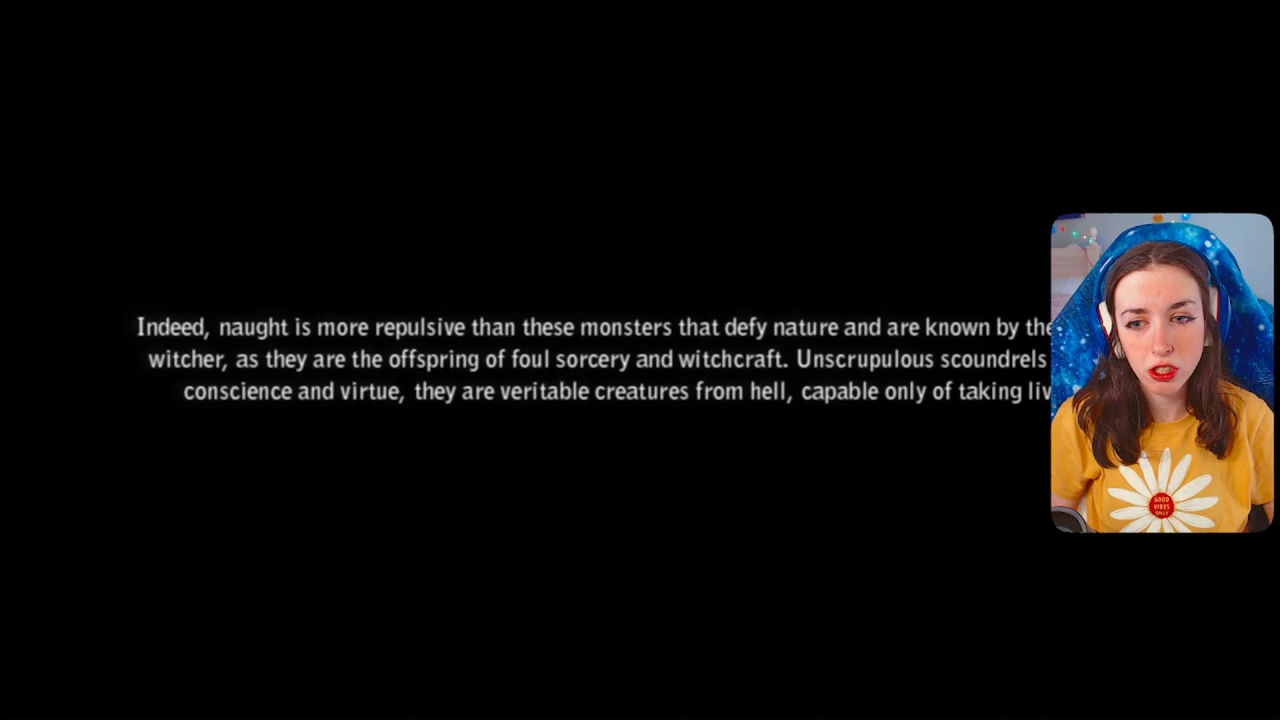 Indeed, naught is more repulsive than these monsters that defy nature and are known by the
witcher, as they are the offspring of foul sorcery and witchcraft. Unscrupulous scoundrels
conscience and virtue, they are veritable creatures from hell, capable only of taking
GOOD
VIBES
ONLY